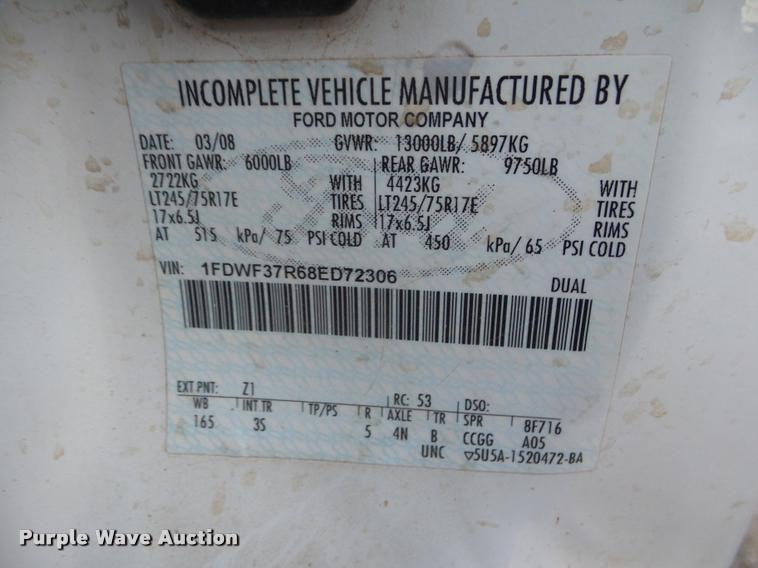 INCOMPLETE VEHICLE MANUFACTURED BY
FORD MOTOR COMPANY
DATE: 03/08 GVWR: 13000LB/ 5897KG
FRONT GAWR: 6000LB REAR GAWR: 9750LB
2722KG WITH 4423KG WITH
LT245/75R17E TIRES LT245/75R17E TIRES
17x6.5J RIMS 17x6.5J RIMS
AT 515 kPa/ 75 PSI COLD AT 450 kPa/ 65 PSI COLD
VIN: 1FDWF37R68ED72306 DUAL
EXT PNT: Z1 RC: 53 DSO:
WB INT TR TP/PS R AXLE TR SPR 8F716
165 3S 5 4N B CCGG A05
UNC ▽5U5A-1520472-BA
Purple Wave Auction